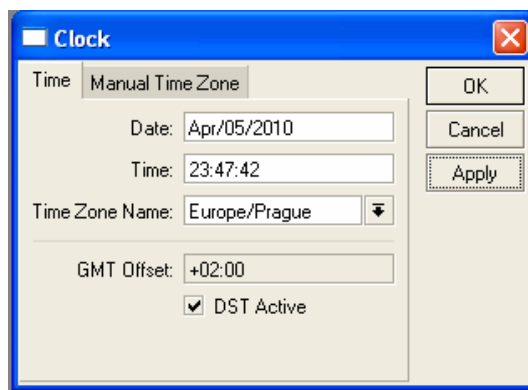 Clock
Time Manual Time Zone
OK
Date: Apr/05/2010
Cancel
Time: 23:47:42
Apply
Time Zone Name: Europe/Prague
GMT Offset: +02:00
DST Active